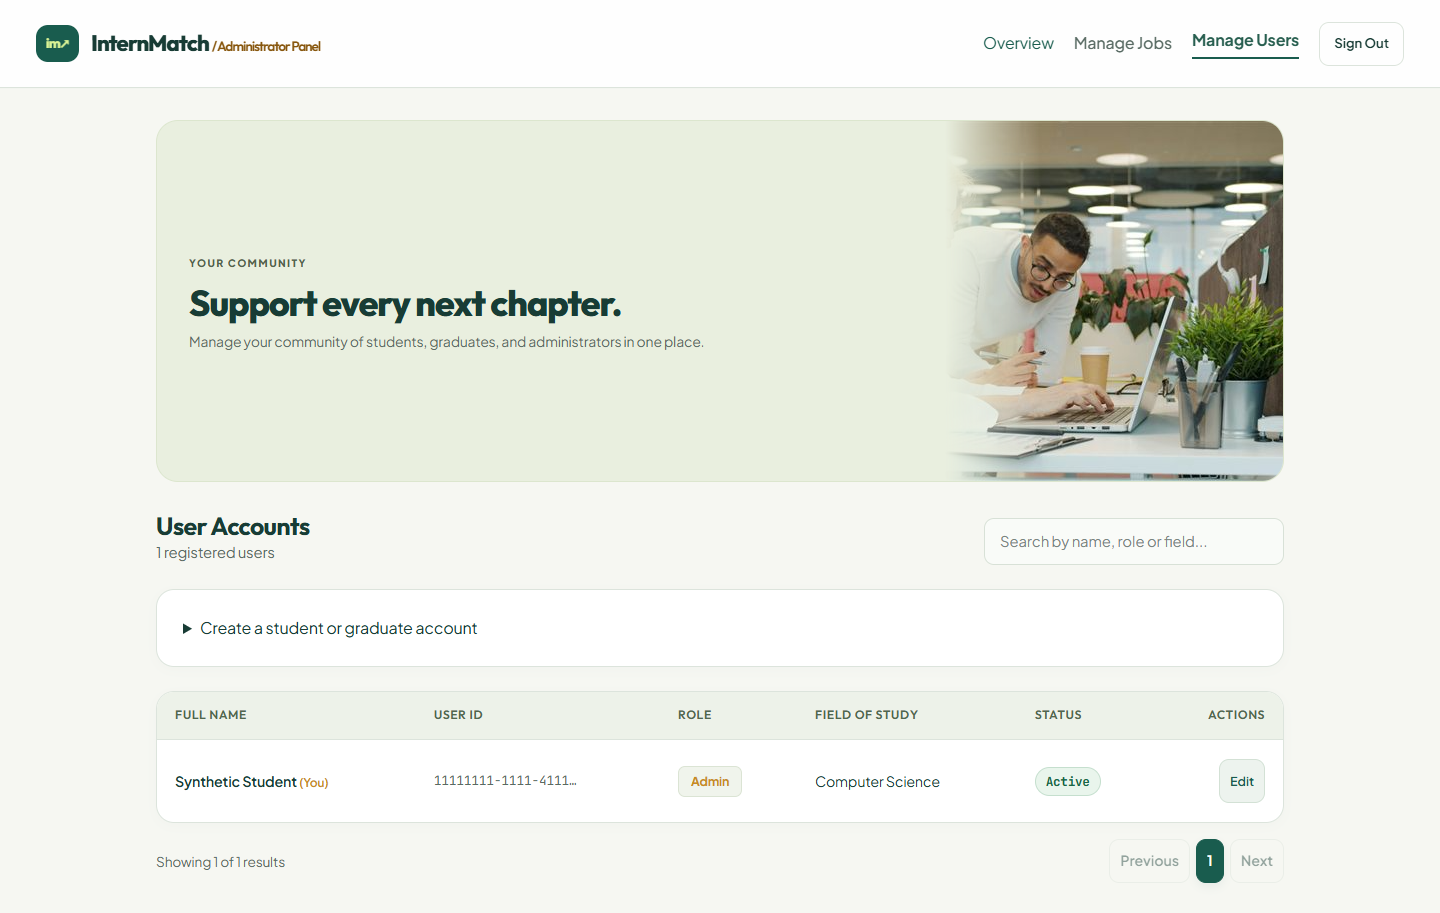 im↗ InternMatch / Administrator Panel Overview Manage Jobs Manage Users Sign Out
YOUR COMMUNITY
Support every next chapter.
Manage your community of students, graduates, and administrators in one place.
User Accounts
1 registered users
Search by name, role or field...
▶ Create a student or graduate account
FULL NAME USER ID ROLE FIELD OF STUDY STATUS ACTIONS
Synthetic Student (You) 11111111-1111-4111… Admin Computer Science Active Edit
Showing 1 of 1 results Previous 1 Next